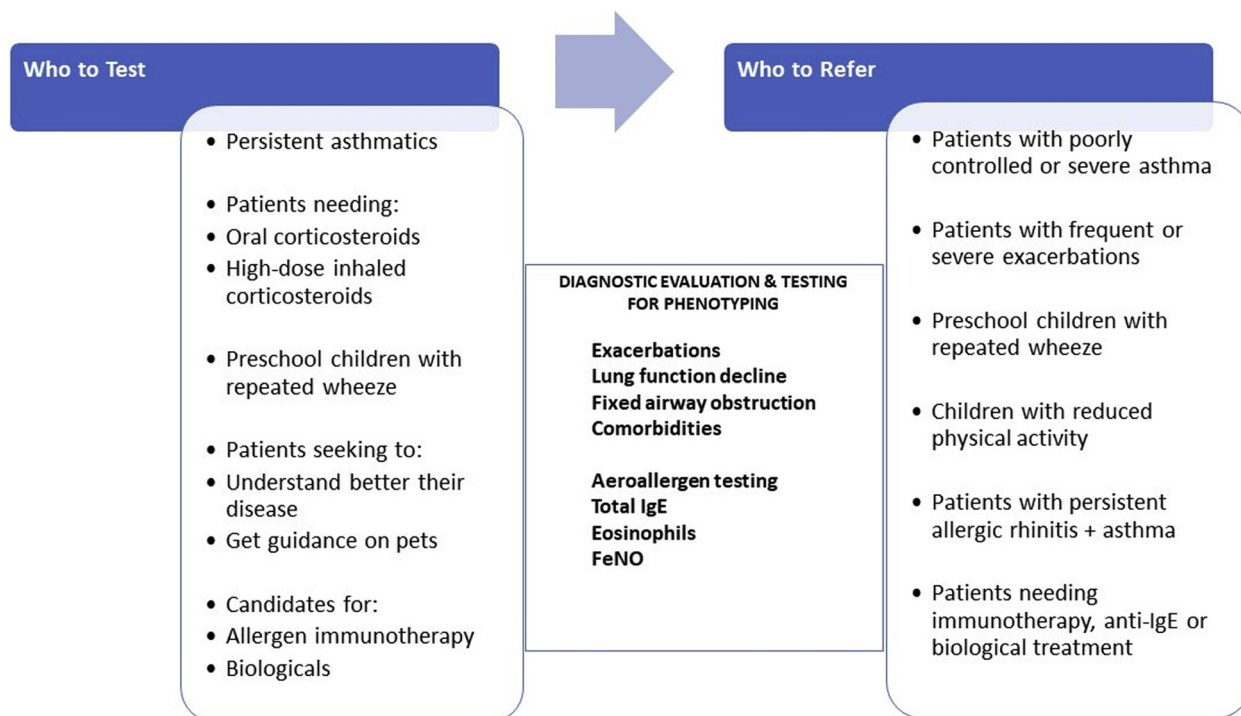 Who to Test
• Persistent asthmatics
• Patients needing:
• Oral corticosteroids
• High-dose inhaled
corticosteroids
• Preschool children with
repeated wheeze
• Patients seeking to:
• Understand better their
disease
• Get guidance on pets
• Candidates for:
• Allergen immunotherapy
• Biologicals
DIAGNOSTIC EVALUATION & TESTING
FOR PHENOTYPING
Exacerbations
Lung function decline
Fixed airway obstruction
Comorbidities
Aeroallergen testing
Total IgE
Eosinophils
FeNO
Who to Refer
• Patients with poorly
controlled or severe asthma
• Patients with frequent or
severe exacerbations
• Preschool children with
repeated wheeze
• Children with reduced
physical activity
• Patients with persistent
allergic rhinitis + asthma
• Patients needing
immunotherapy, anti-IgE or
biological treatment